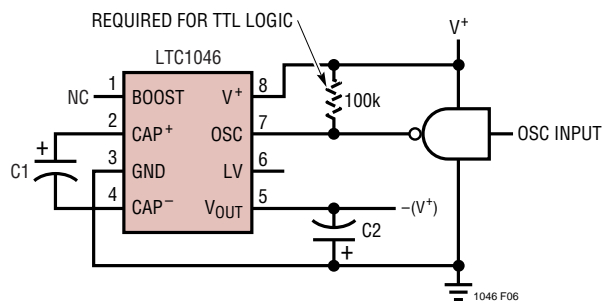 REQUIRED FOR TTL LOGIC
V+
LTC1046
NC 1 BOOST V+ 8
100k
2 CAP+ OSC 7
OSC INPUT
+
C1
3 GND LV 6
4 CAP− VOUT 5
−(V+)
C2
+
1046 F06